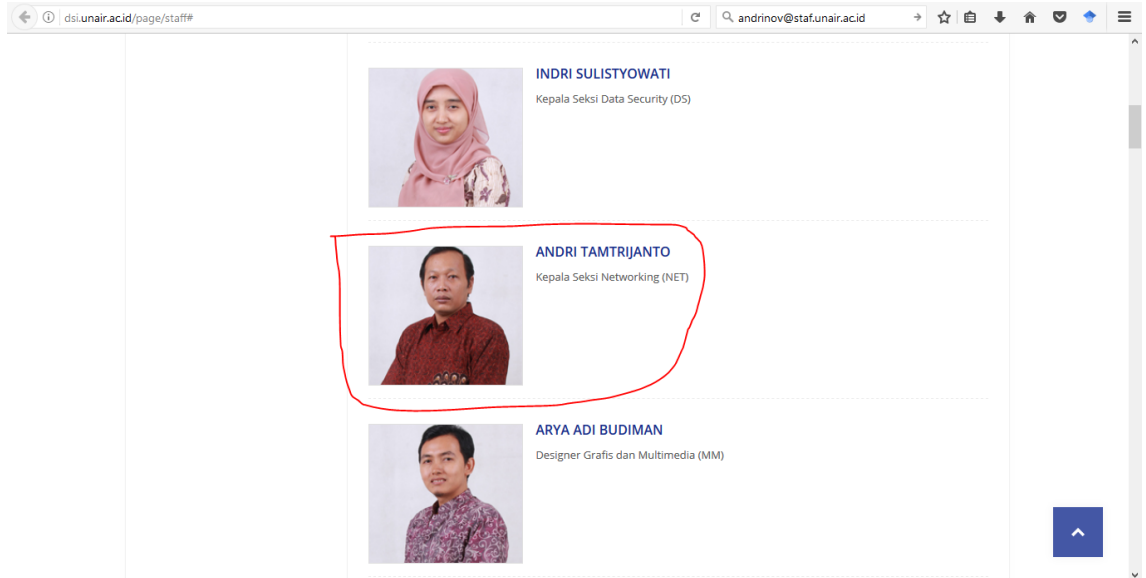 dsi.unair.ac.id/page/staff#
andrinov@staf.unair.ac.id
INDRI SULISTYOWATI
Kepala Seksi Data Security (DS)
ANDRI TAMTRIJANTO
Kepala Seksi Networking (NET)
ARYA ADI BUDIMAN
Designer Grafis dan Multimedia (MM)